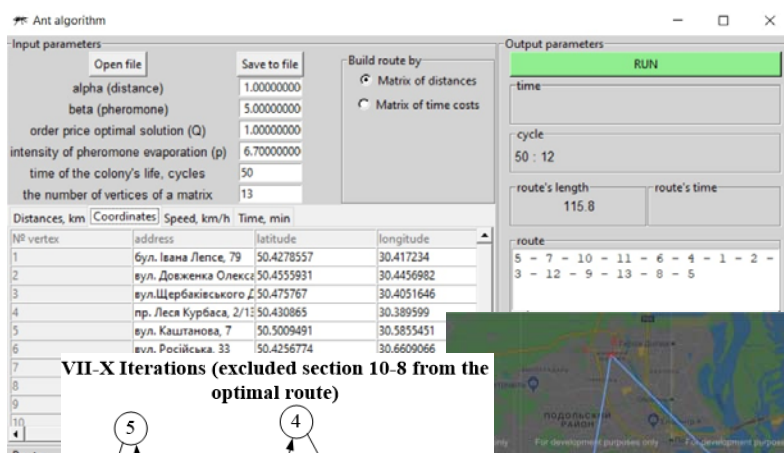 Ant algorithm
Input parameters
Open file
Save to file
alpha (distance)
1.00000000
beta (pheromone)
5.00000000
order price optimal solution (Q)
1.00000000
intensity of pheromone evaporation (p)
6.70000000
time of the colony's life, cycles
50
the number of vertices of a matrix
13
Build route by
Matrix of distances
Matrix of time costs
Output parameters
RUN
time
cycle
50 : 12
route's length
115.8
route's time
route
5 - 7 - 10 - 11 - 6 - 4 - 1 - 2 -
3 - 12 - 9 - 13 - 8 - 5
Distances, km Coordinates Speed, km/h Time, min
№ vertex address latitude longitude
1 бул. Івана Лепсе, 79 50.4278557 30.417234
2 вул. Довженка Олекса 50.4555931 30.4456982
3 вул.Щербаківського Д 50.475767 30.4051646
4 пр. Леся Курбаса, 2/13 50.430865 30.389599
5 вул. Каштанова, 7 50.5009491 30.5855451
6 вул. Російська, 33 50.4256774 30.6609066
7
8
9
10
VII-X Iterations (excluded section 10-8 from the
optimal route)
5
4
ПОДОЛЬСКИЙ
РАЙОН
only
For development purposes only
For development purposes